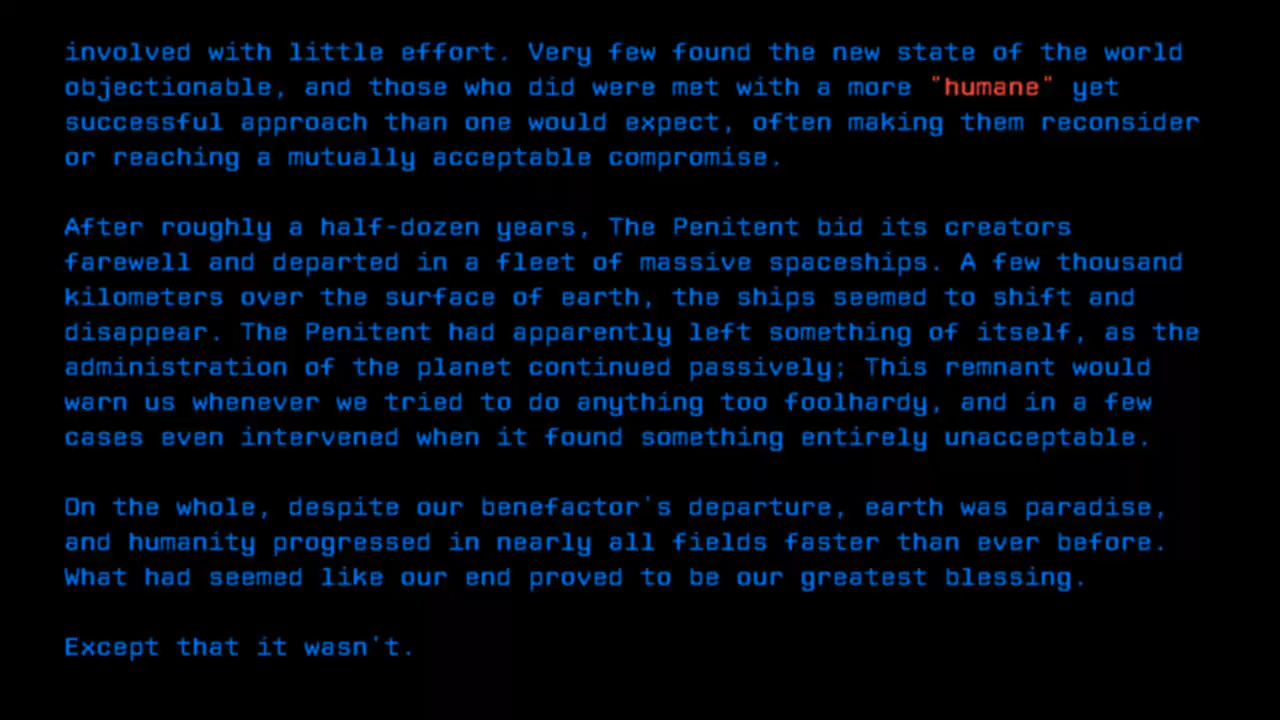 involved with little effort. Very few found the new state of the world
objectionable, and those who did were met with a more "humane" yet
successful approach than one would expect, often making them reconsider
or reaching a mutually acceptable compromise.
After roughly a half-dozen years, The Penitent bid its creators
farewell and departed in a fleet of massive spaceships. A few thousand
kilometers over the surface of earth, the ships seemed to shift and
disappear. The Penitent had apparently left something of itself, as the
administration of the planet continued passively; This remnant would
warn us whenever we tried to do anything too foolhardy, and in a few
cases even intervened when it found something entirely unacceptable.
On the whole, despite our benefactor's departure, earth was paradise,
and humanity progressed in nearly all fields faster than ever before.
What had seemed like our end proved to be our greatest blessing.
Except that it wasn't.